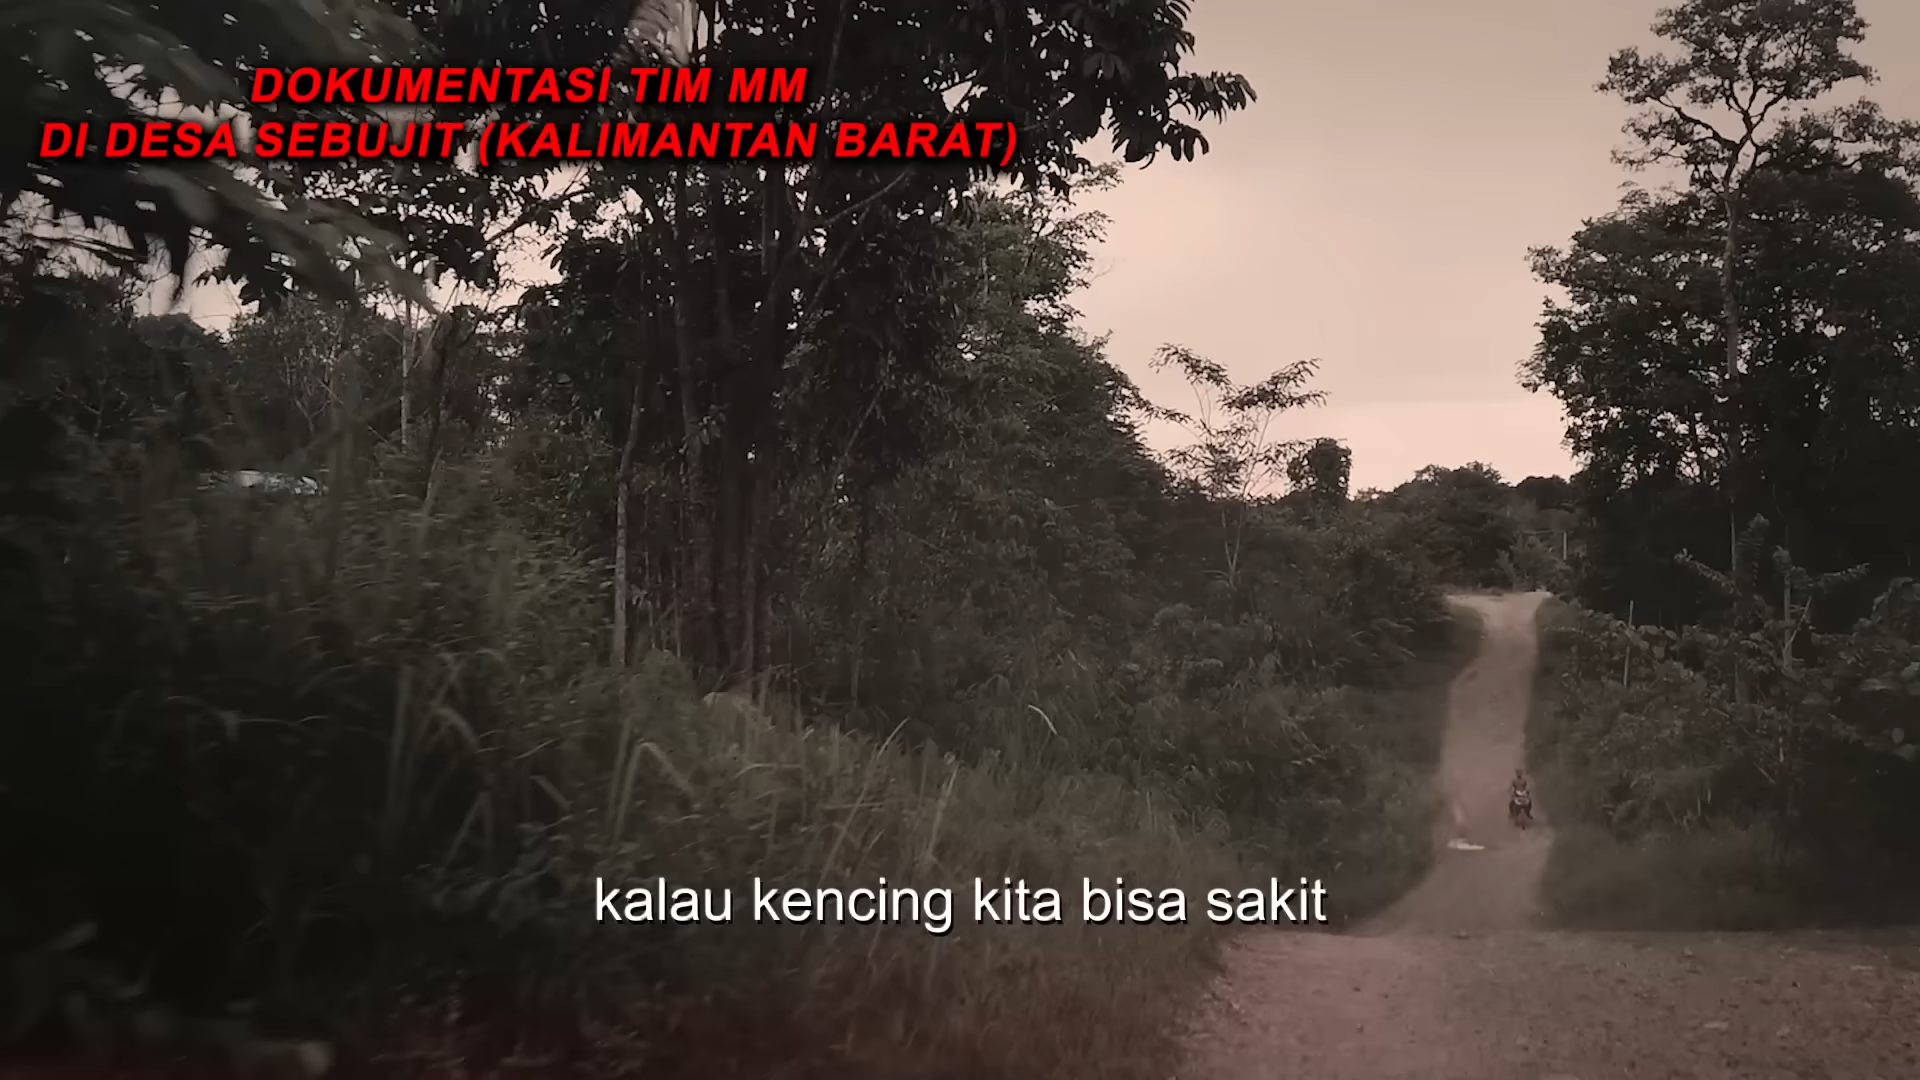 DOKUMENTASI TIM MM
DI DESA SEBUJIT (KALIMANTAN BARAT)
kalau kencing kita bisa sakit